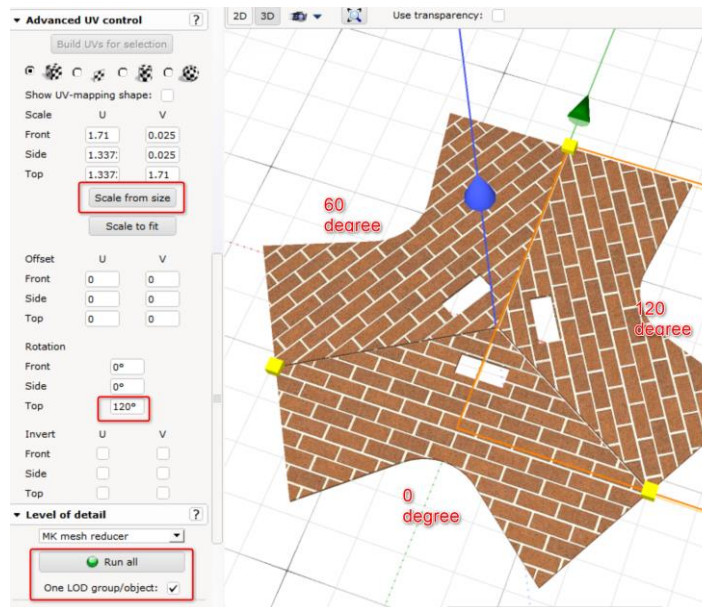 Advanced UV control ?
Build UVs for selection
Show UV-mapping shape:
Scale U V
Front 1.71 0.025
Side 1.337: 0.025
Top 1.337: 1.71
Scale from size
Scale to fit
Offset U V
Front 0 0
Side 0 0
Top 0 0
Rotation
Front 0°
Side 0°
Top 120°
Invert U V
Front
Side
Top
Level of detail ?
MK mesh reducer
Run all
One LOD group/object:
2D 3D Use transparency:
60
degree
120
degree
0
degree